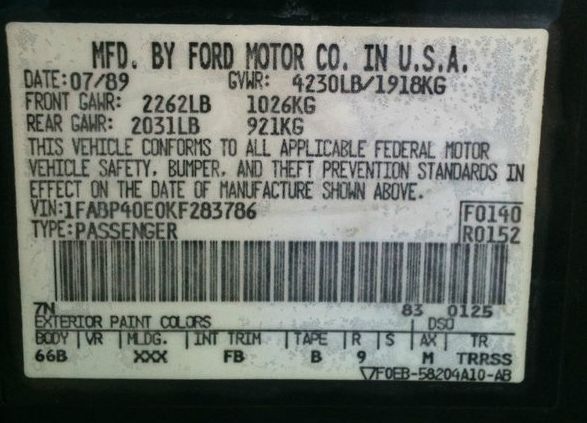 MFD. BY FORD MOTOR CO. IN U.S.A.
DATE: 07/89 GVWR: 4230LB/1918KG
FRONT GAWR: 2262LB 1026KG
REAR GAWR: 2031LB 921KG
THIS VEHICLE CONFORMS TO ALL APPLICABLE FEDERAL MOTOR
VEHICLE SAFETY, BUMPER, AND THEFT PREVENTION STANDARDS IN
EFFECT ON THE DATE OF MANUFACTURE SHOWN ABOVE.
VIN: 1FABP40E0KF283786 F0140
TYPE: PASSENGER R0152
7N 83 0125
EXTERIOR PAINT COLORS DSO
BODY VR MLDG. INT TRIM TAPE R S AX TR
66B XXX FB B 9 M TRRSS
F0EB-58204A10-AB